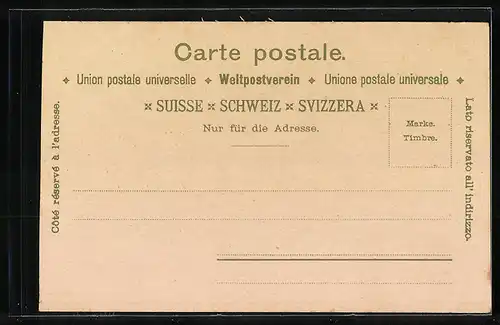 Carte postale.
✦ Union postale universelle ✦ Weltpostverein ✦ Unione postale universale ✦
× SUISSE × SCHWEIZ × SVIZZERA ×
Nur für die Adresse.
Marke.
Timbre.
Côté réservé à l'adresse.
Lato riservato all' indirizzo.